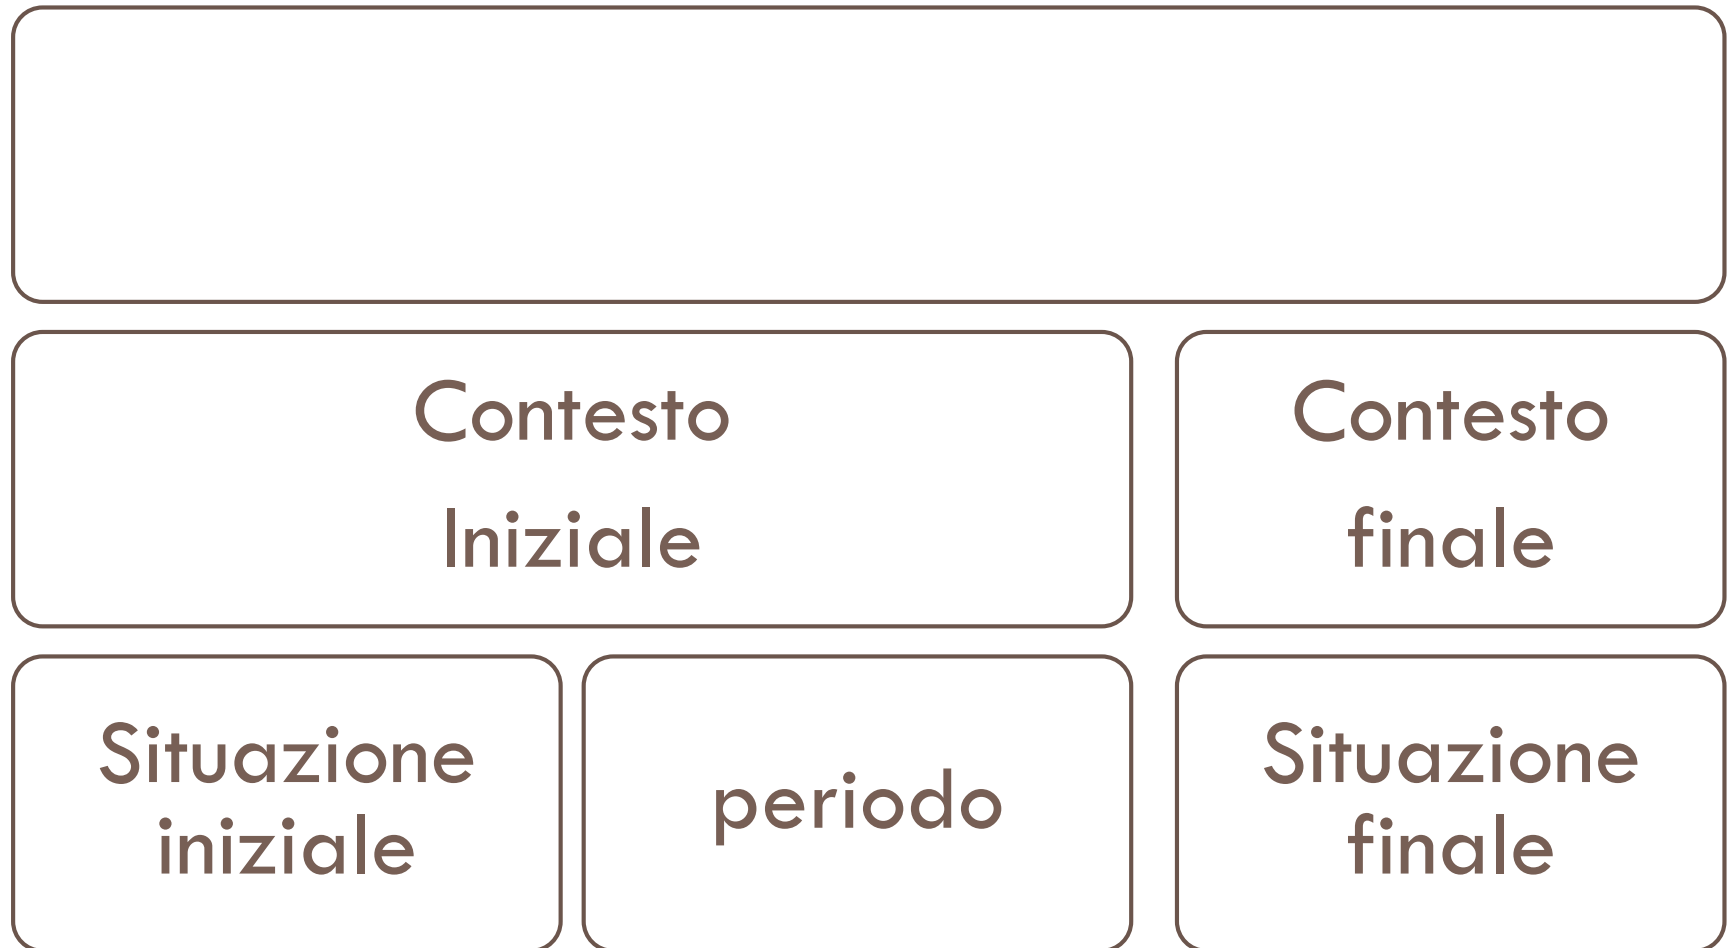 Contesto
Iniziale
Contesto
finale
Situazione
iniziale
periodo
Situazione
finale